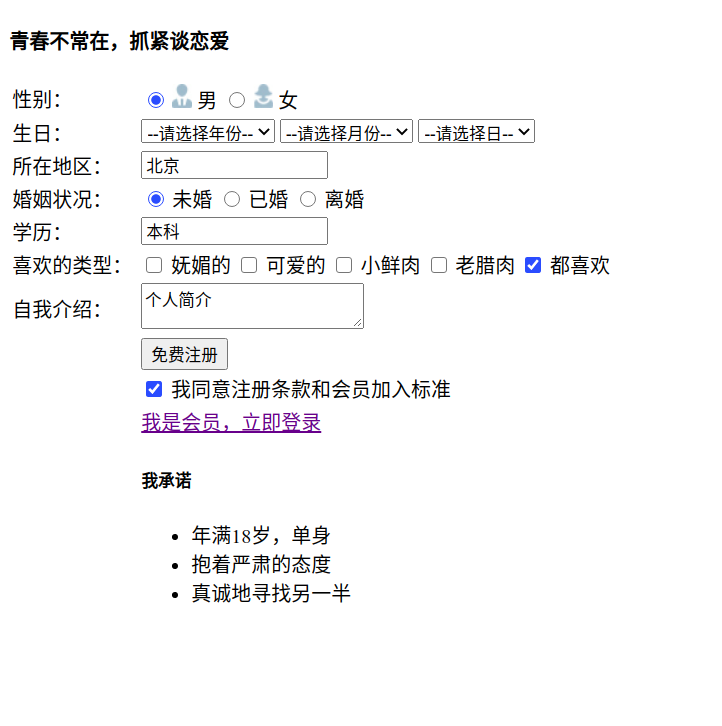 青春不常在，抓紧谈恋爱
性别： 男 女
生日： --请选择年份-- --请选择月份-- --请选择日--
所在地区： 北京
婚姻状况： 未婚 已婚 离婚
学历： 本科
喜欢的类型： 妩媚的 可爱的 小鲜肉 老腊肉 都喜欢
自我介绍： 个人简介
免费注册
我同意注册条款和会员加入标准
我是会员，立即登录
我承诺
年满18岁，单身
抱着严肃的态度
真诚地寻找另一半